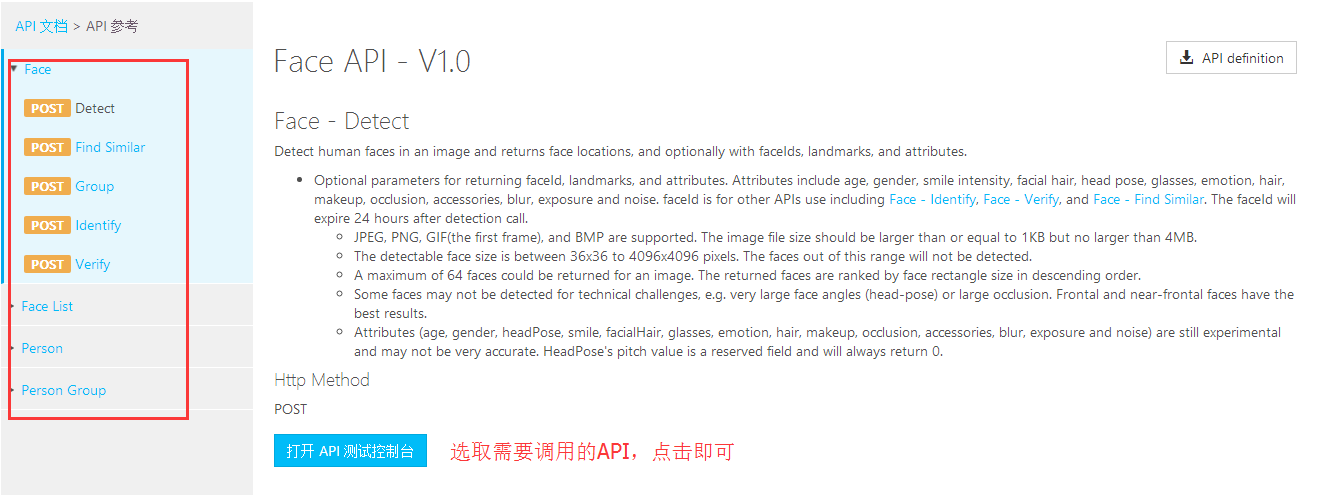 API 文档 > API 参考
Face
POST Detect
POST Find Similar
POST Group
POST Identify
POST Verify
Face List
Person
Person Group
Face API - V1.0
API definition
Face - Detect
Detect human faces in an image and returns face locations, and optionally with faceIds, landmarks, and attributes.
Optional parameters for returning faceId, landmarks, and attributes. Attributes include age, gender, smile intensity, facial hair, head pose, glasses, emotion, hair,
makeup, occlusion, accessories, blur, exposure and noise. faceId is for other APIs use including Face - Identify, Face - Verify, and Face - Find Similar. The faceId will
expire 24 hours after detection call.
JPEG, PNG, GIF(the first frame), and BMP are supported. The image file size should be larger than or equal to 1KB but no larger than 4MB.
The detectable face size is between 36x36 to 4096x4096 pixels. The faces out of this range will not be detected.
A maximum of 64 faces could be returned for an image. The returned faces are ranked by face rectangle size in descending order.
Some faces may not be detected for technical challenges, e.g. very large face angles (head-pose) or large occlusion. Frontal and near-frontal faces have the
best results.
Attributes (age, gender, headPose, smile, facialHair, glasses, emotion, hair, makeup, occlusion, accessories, blur, exposure and noise) are still experimental
and may not be very accurate. HeadPose's pitch value is a reserved field and will always return 0.
Http Method
POST
打开 API 测试控制台
选取需要调用的API，点击即可